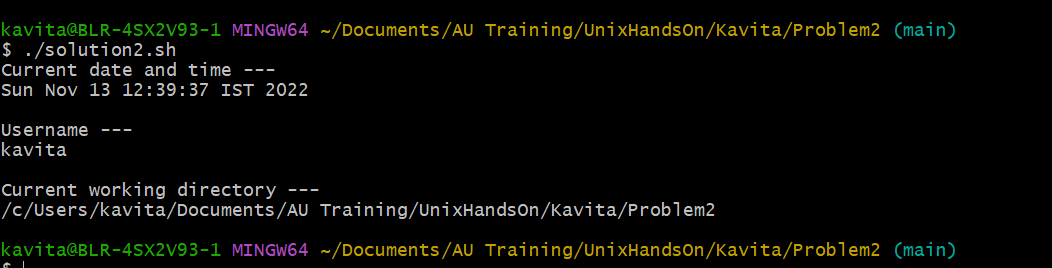 kavita@BLR-4SX2V93-1 MINGW64 ~/Documents/AU Training/UnixHandsOn/Kavita/Problem2 (main)
$ ./solution2.sh
Current date and time ---
Sun Nov 13 12:39:37 IST 2022

Username ---
kavita

Current working directory ---
/c/Users/kavita/Documents/AU Training/UnixHandsOn/Kavita/Problem2

kavita@BLR-4SX2V93-1 MINGW64 ~/Documents/AU Training/UnixHandsOn/Kavita/Problem2 (main)
$